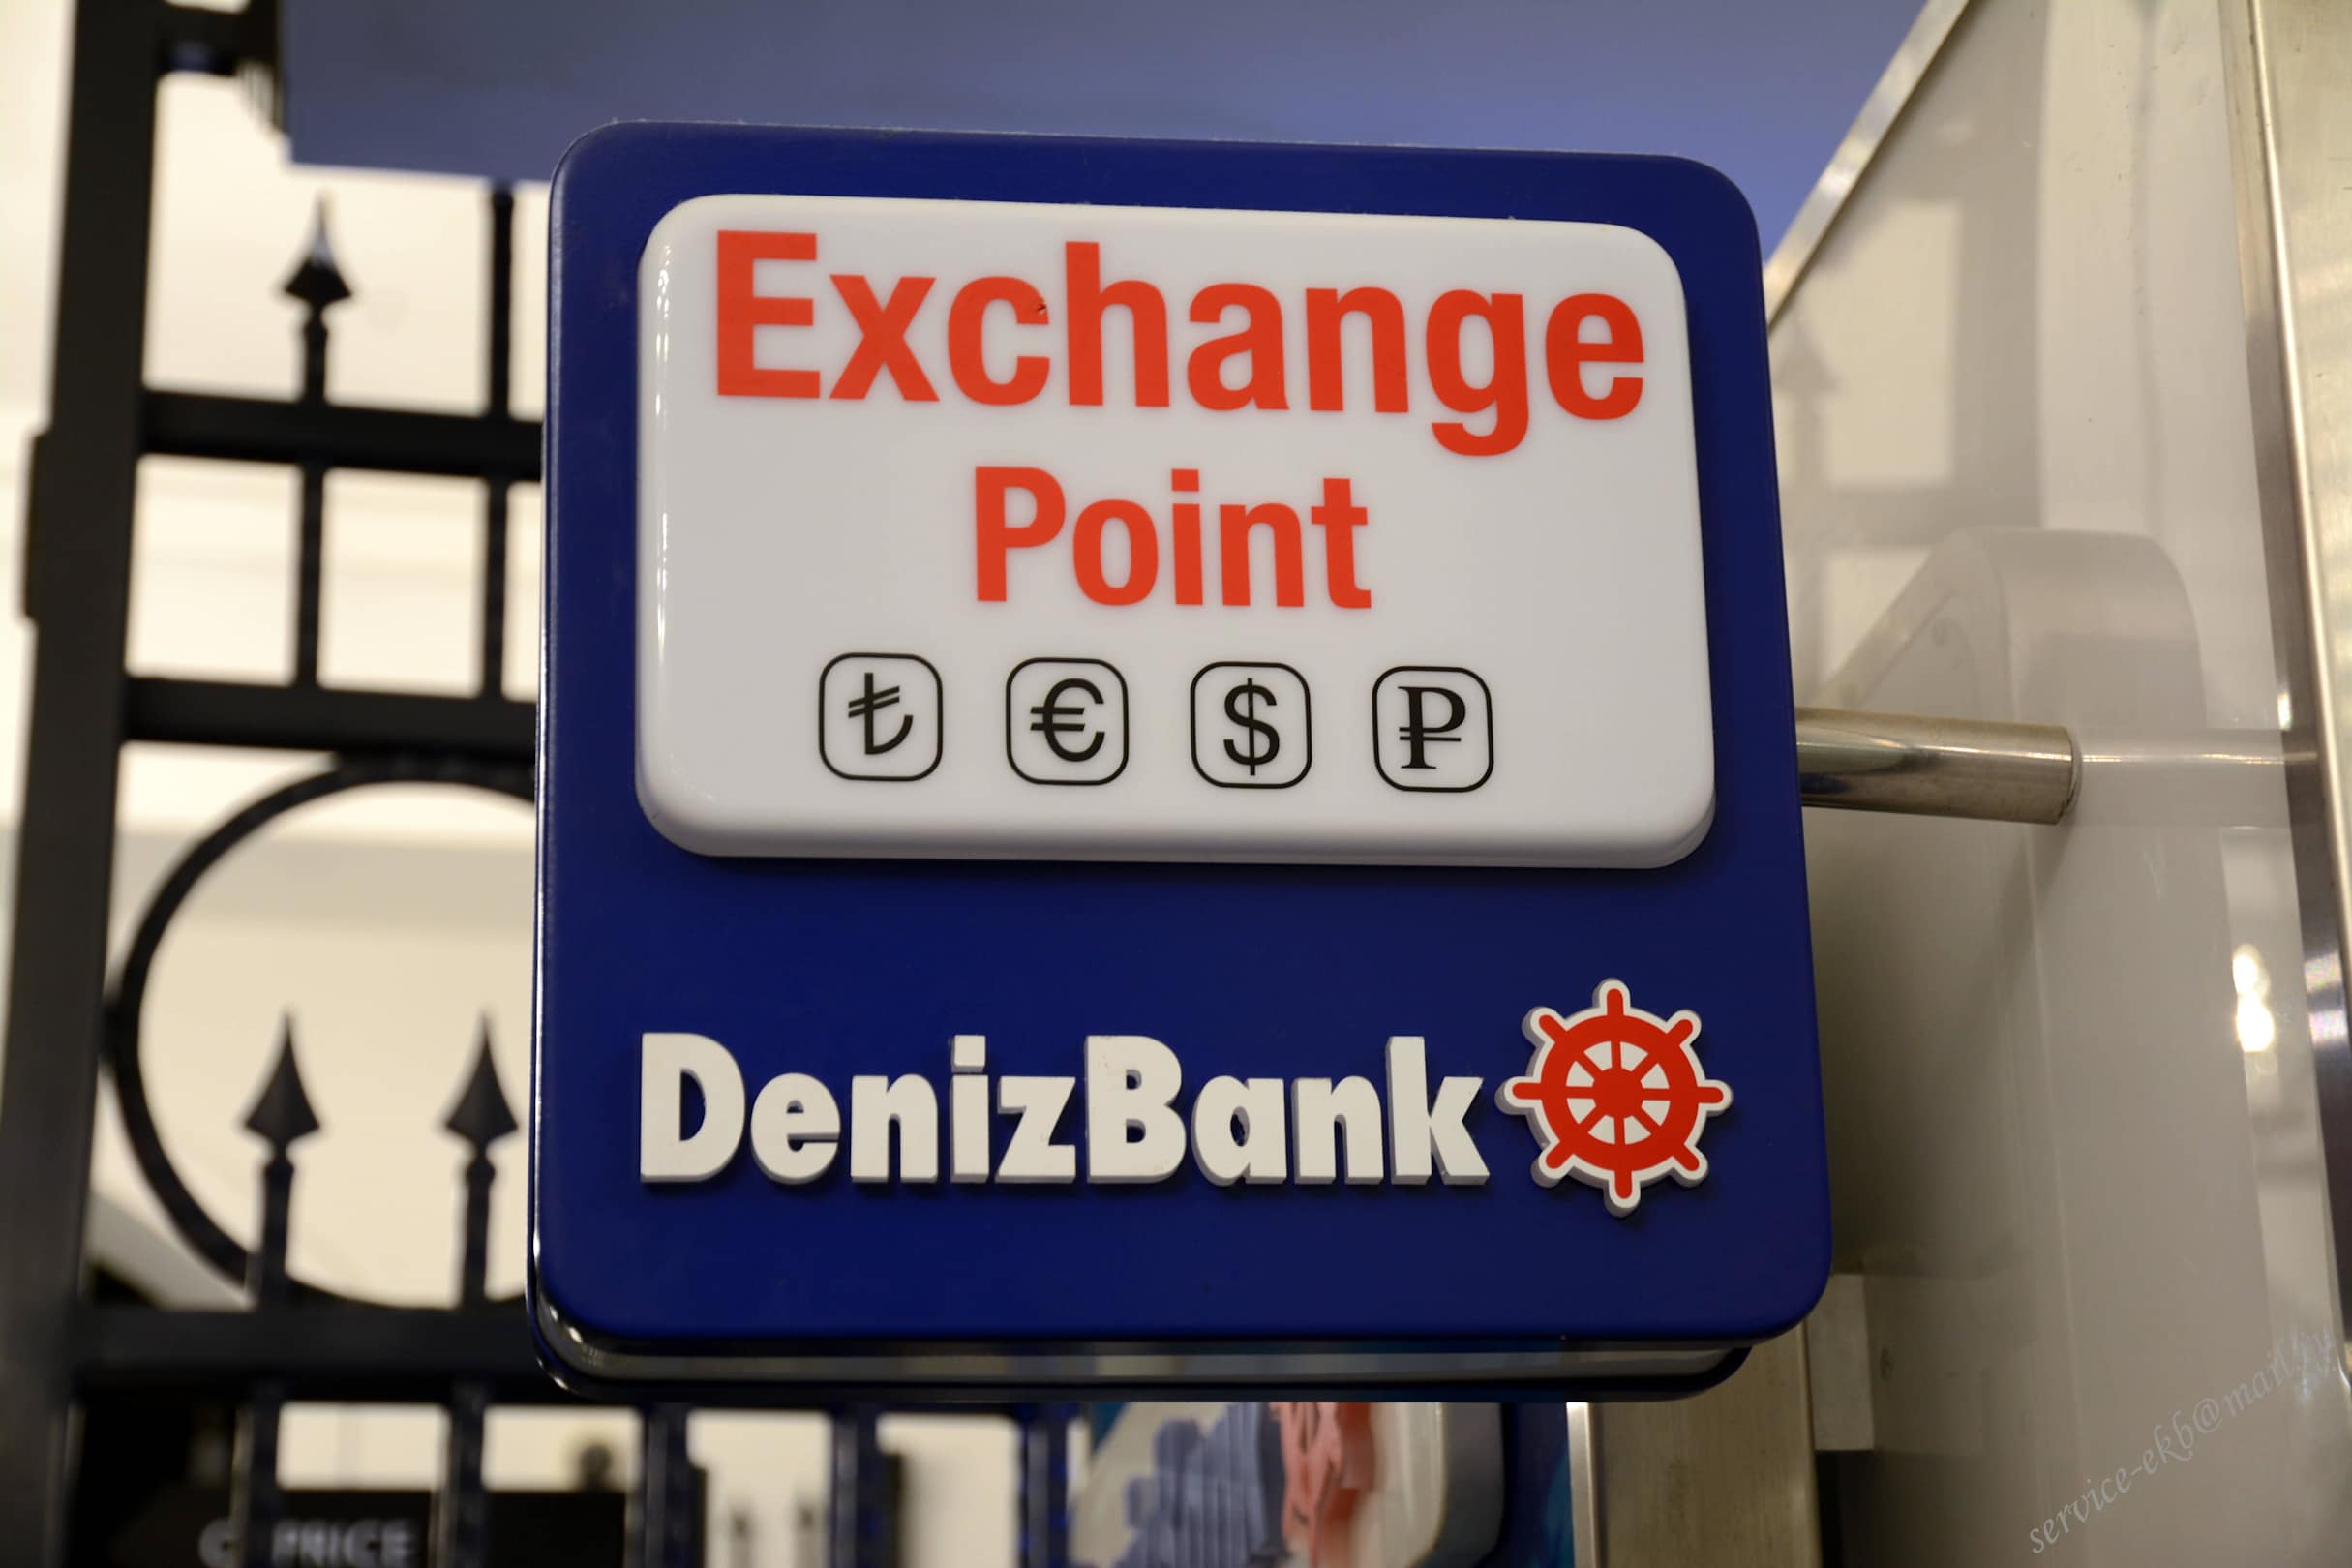 Exchange
Point
₺ € $ ₽
DenizBank
PRICE
service-ekb@mail.ru